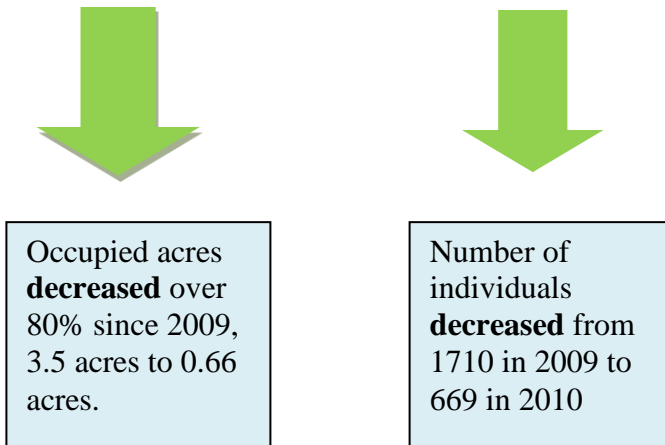 Occupied acres
decreased over
80% since 2009,
3.5 acres to 0.66
acres.
Number of
individuals
decreased from
1710 in 2009 to
669 in 2010